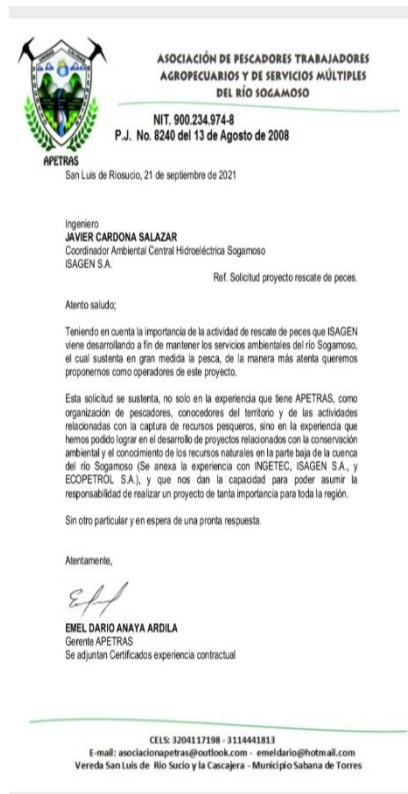 ASOCIACIÓN DE PESCADORES TRABAJADORES
AGROPECUARIOS Y DE SERVICIOS MÚLTIPLES
DEL RÍO SOGAMOSO
NIT. 900.234.974-8
P.J. No. 8240 del 13 de Agosto de 2008
APETRAS
San Luis de Riosucio, 21 de septiembre de 2021
Ingeniero
JAVIER CARDONA SALAZAR
Coordinador Ambiental Central Hidroeléctrica Sogamoso
ISAGEN S.A.
Ref. Solicitud proyecto rescate de peces.
Atento saludo;
Teniendo en cuenta la importancia de la actividad de rescate de peces que ISAGEN
viene desarrollando a fin de mantener los servicios ambientales del río Sogamoso,
el cual sustenta en gran medida la pesca, de la manera más atenta queremos
proponernos como operadores de este proyecto.
Esta solicitud se sustenta, no solo en la experiencia que tiene APETRAS, como
organización de pescadores, conocedores del territorio y de las actividades
relacionadas con la captura de recursos pesqueros, sino en la experiencia que
hemos podido lograr en el desarrollo de proyectos relacionados con la conservación
ambiental y el conocimiento de los recursos naturales en la parte baja de la cuenca
del río Sogamoso (Se anexa la experiencia con INGETEC, ISAGEN S.A., y
ECOPETROL S.A.), y que nos dan la capacidad para poder asumir la
responsabilidad de realizar un proyecto de tanta importancia para toda la región.
Sin otro particular y en espera de una pronta respuesta.
Atentamente,
EMEL DARIO ANAYA ARDILA
Gerente APETRAS
Se adjuntan Certificados experiencia contractual
CELS: 3204117198 - 3114441813
E-mail: asociacionapetras@outlook.com - emeldario@hotmail.com
Vereda San Luis de Rio Sucio y la Cascajera - Municipio Sabana de Torres